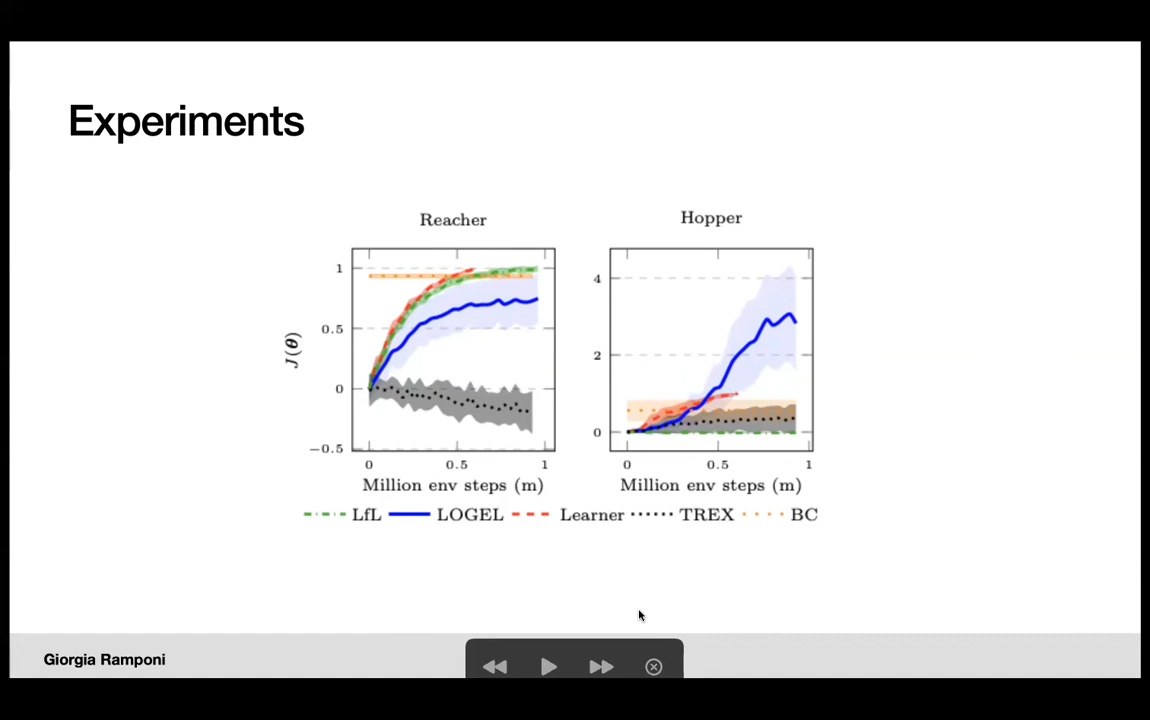 Experiments
Reacher
Hopper
1
0.5
0
−0.5
J(θ)
0 0.5 1
Million env steps (m)
4
2
0
0 0.5 1
Million env steps (m)
LfL LOGEL Learner TREX BC
Giorgia Ramponi